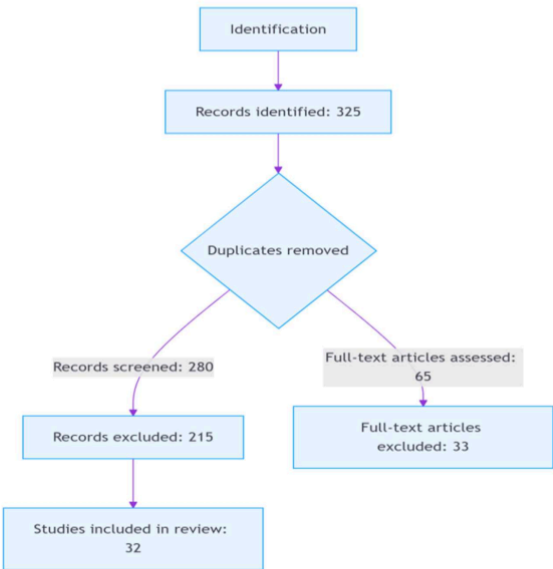 Identification
Records identified: 325
Duplicates removed
Records screened: 280
Full-text articles assessed:
65
Records excluded: 215
Full-text articles
excluded: 33
Studies included in review:
32